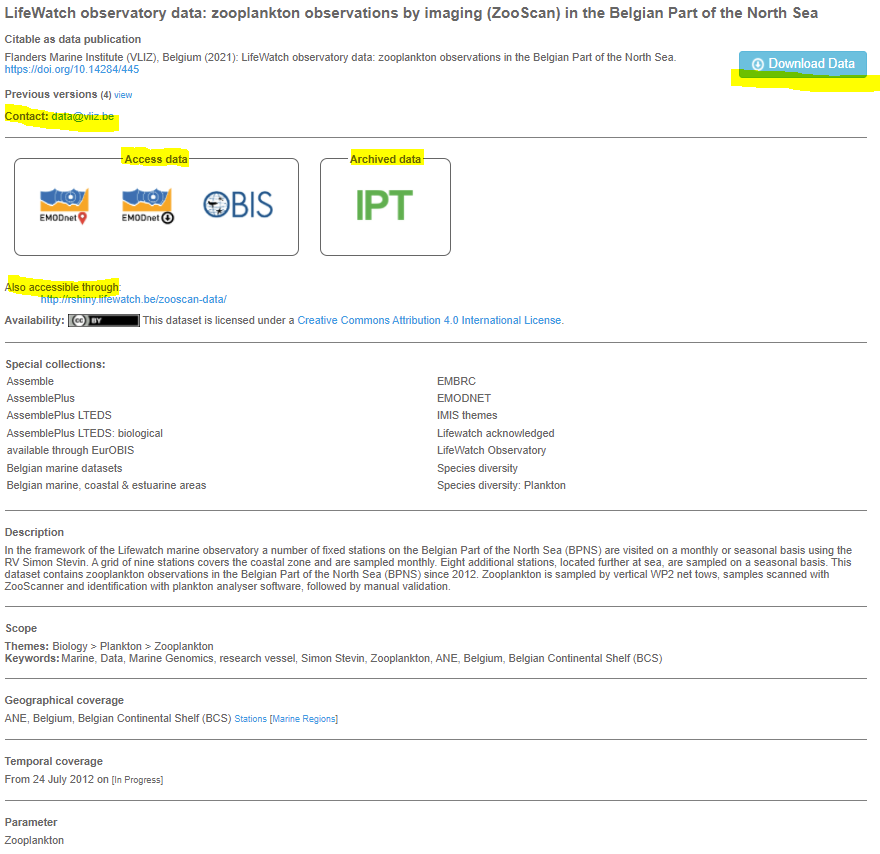 LifeWatch observatory data: zooplankton observations by imaging (ZooScan) in the Belgian Part of the North Sea
Citable as data publication
Flanders Marine Institute (VLIZ), Belgium (2021): LifeWatch observatory data: zooplankton observations in the Belgian Part of the North Sea.
https://doi.org/10.14284/445
Download Data
Previous versions (4) view
Contact: data@vliz.be
Access data
Archived data
EMODnet
EMODnet
OBIS
IPT
Also accessible through:
http://rshiny.lifewatch.be/zooscan-data/
Availability: cc BY This dataset is licensed under a Creative Commons Attribution 4.0 International License.
Special collections:
Assemble
AssemblePlus
AssemblePlus LTEDS
AssemblePlus LTEDS: biological
available through EurOBIS
Belgian marine datasets
Belgian marine, coastal & estuarine areas
EMBRC
EMODNET
IMIS themes
Lifewatch acknowledged
LifeWatch Observatory
Species diversity
Species diversity: Plankton
Description
In the framework of the Lifewatch marine observatory a number of fixed stations on the Belgian Part of the North Sea (BPNS) are visited on a monthly or seasonal basis using the
RV Simon Stevin. A grid of nine stations covers the coastal zone and are sampled monthly. Eight additional stations, located further at sea, are sampled on a seasonal basis. This
dataset contains zooplankton observations in the Belgian Part of the North Sea (BPNS) since 2012. Zooplankton is sampled by vertical WP2 net tows, samples scanned with
ZooScanner and identification with plankton analyser software, followed by manual validation.
Scope
Themes: Biology > Plankton > Zooplankton
Keywords: Marine, Data, Marine Genomics, research vessel, Simon Stevin, Zooplankton, ANE, Belgium, Belgian Continental Shelf (BCS)
Geographical coverage
ANE, Belgium, Belgian Continental Shelf (BCS) Stations [Marine Regions]
Temporal coverage
From 24 July 2012 on [In Progress]
Parameter
Zooplankton